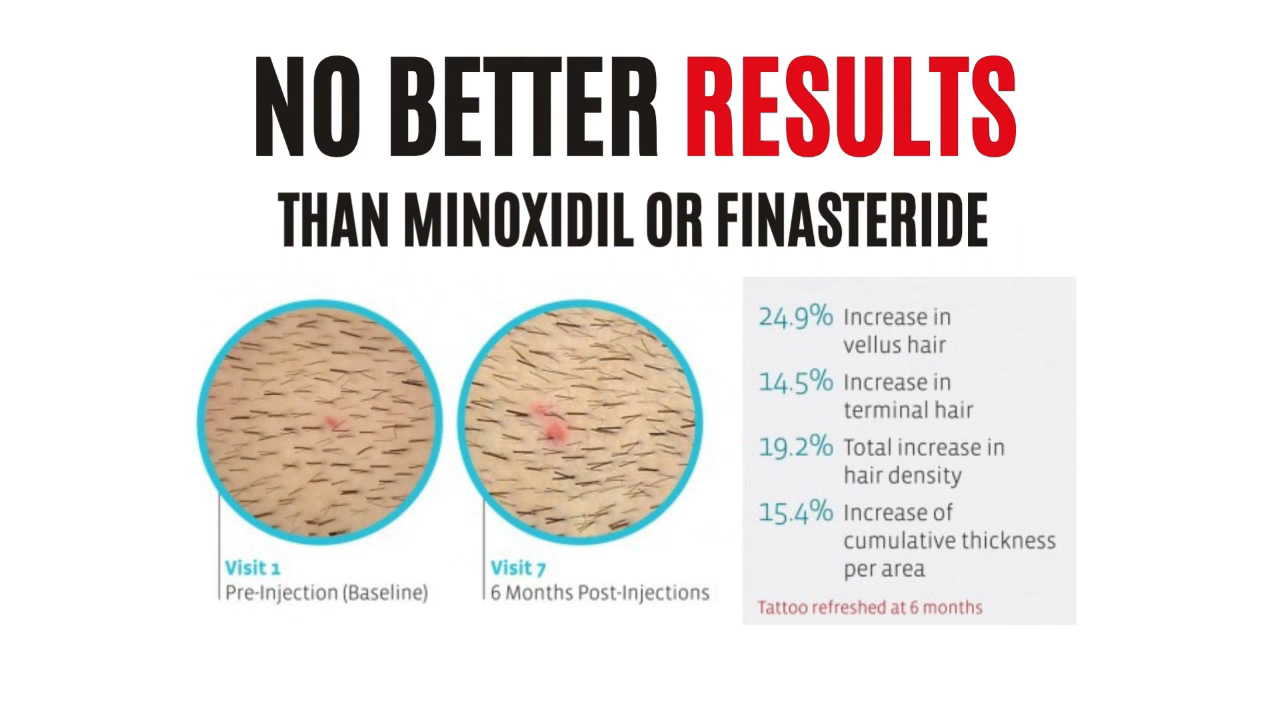 NO BETTER RESULTS
THAN MINOXIDIL OR FINASTERIDE
Visit 1
Pre-Injection (Baseline)
Visit 7
6 Months Post-Injections
24.9% Increase in
vellus hair
14.5% Increase in
terminal hair
19.2% Total increase in
hair density
15.4% Increase of
cumulative thickness
per area
Tattoo refreshed at 6 months